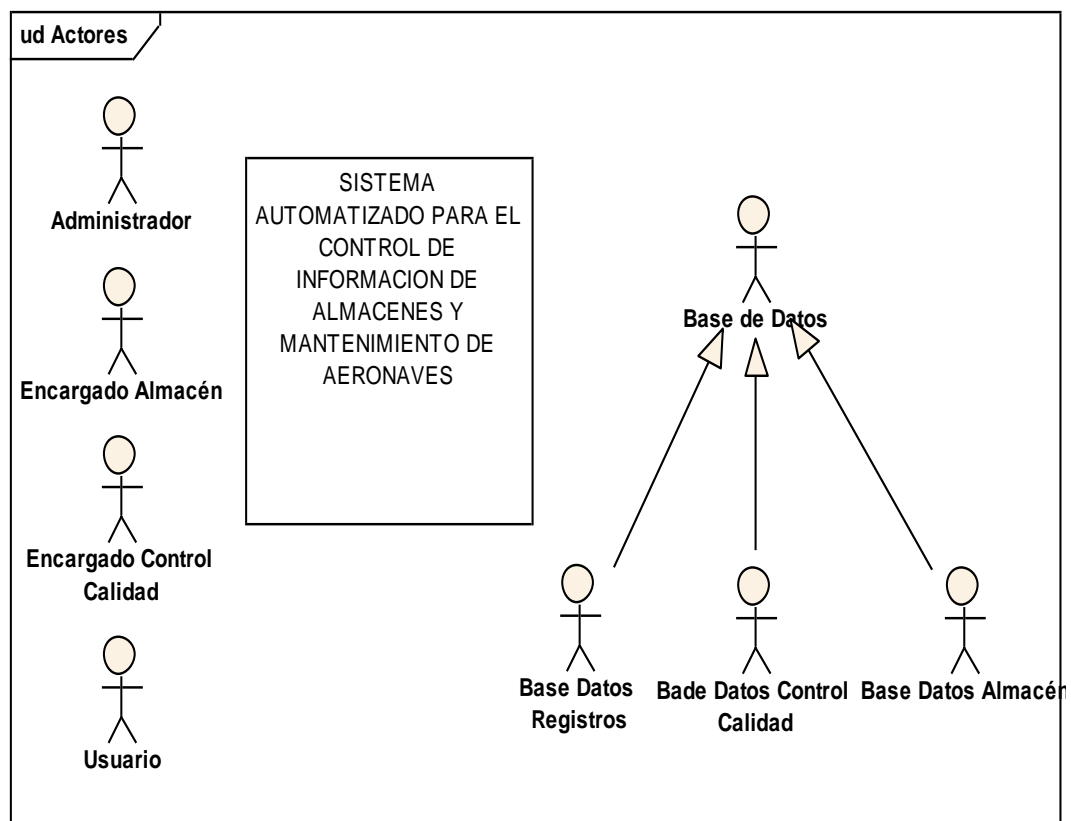 ud Actores
Administrador
Encargado Almacén
Encargado Control
Calidad
Usuario
SISTEMA
AUTOMATIZADO PARA EL
CONTROL DE
INFORMACION DE
ALMACENES Y
MANTENIMIENTO DE
AERONAVES
Base de Datos
Base Datos
Registros
Bade Datos Control
Calidad
Base Datos Almacén